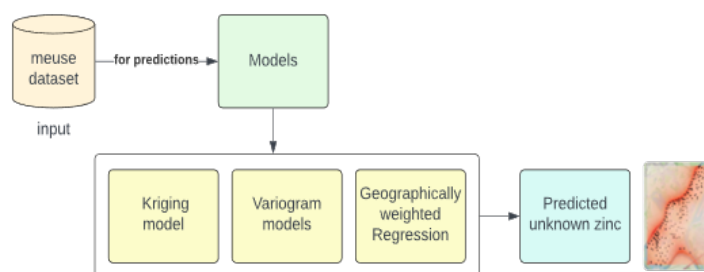 meuse
dataset
for predictions
Models
input
Kriging
model
Variogram
models
Geographically
weighted
Regression
Predicted
unknown zinc